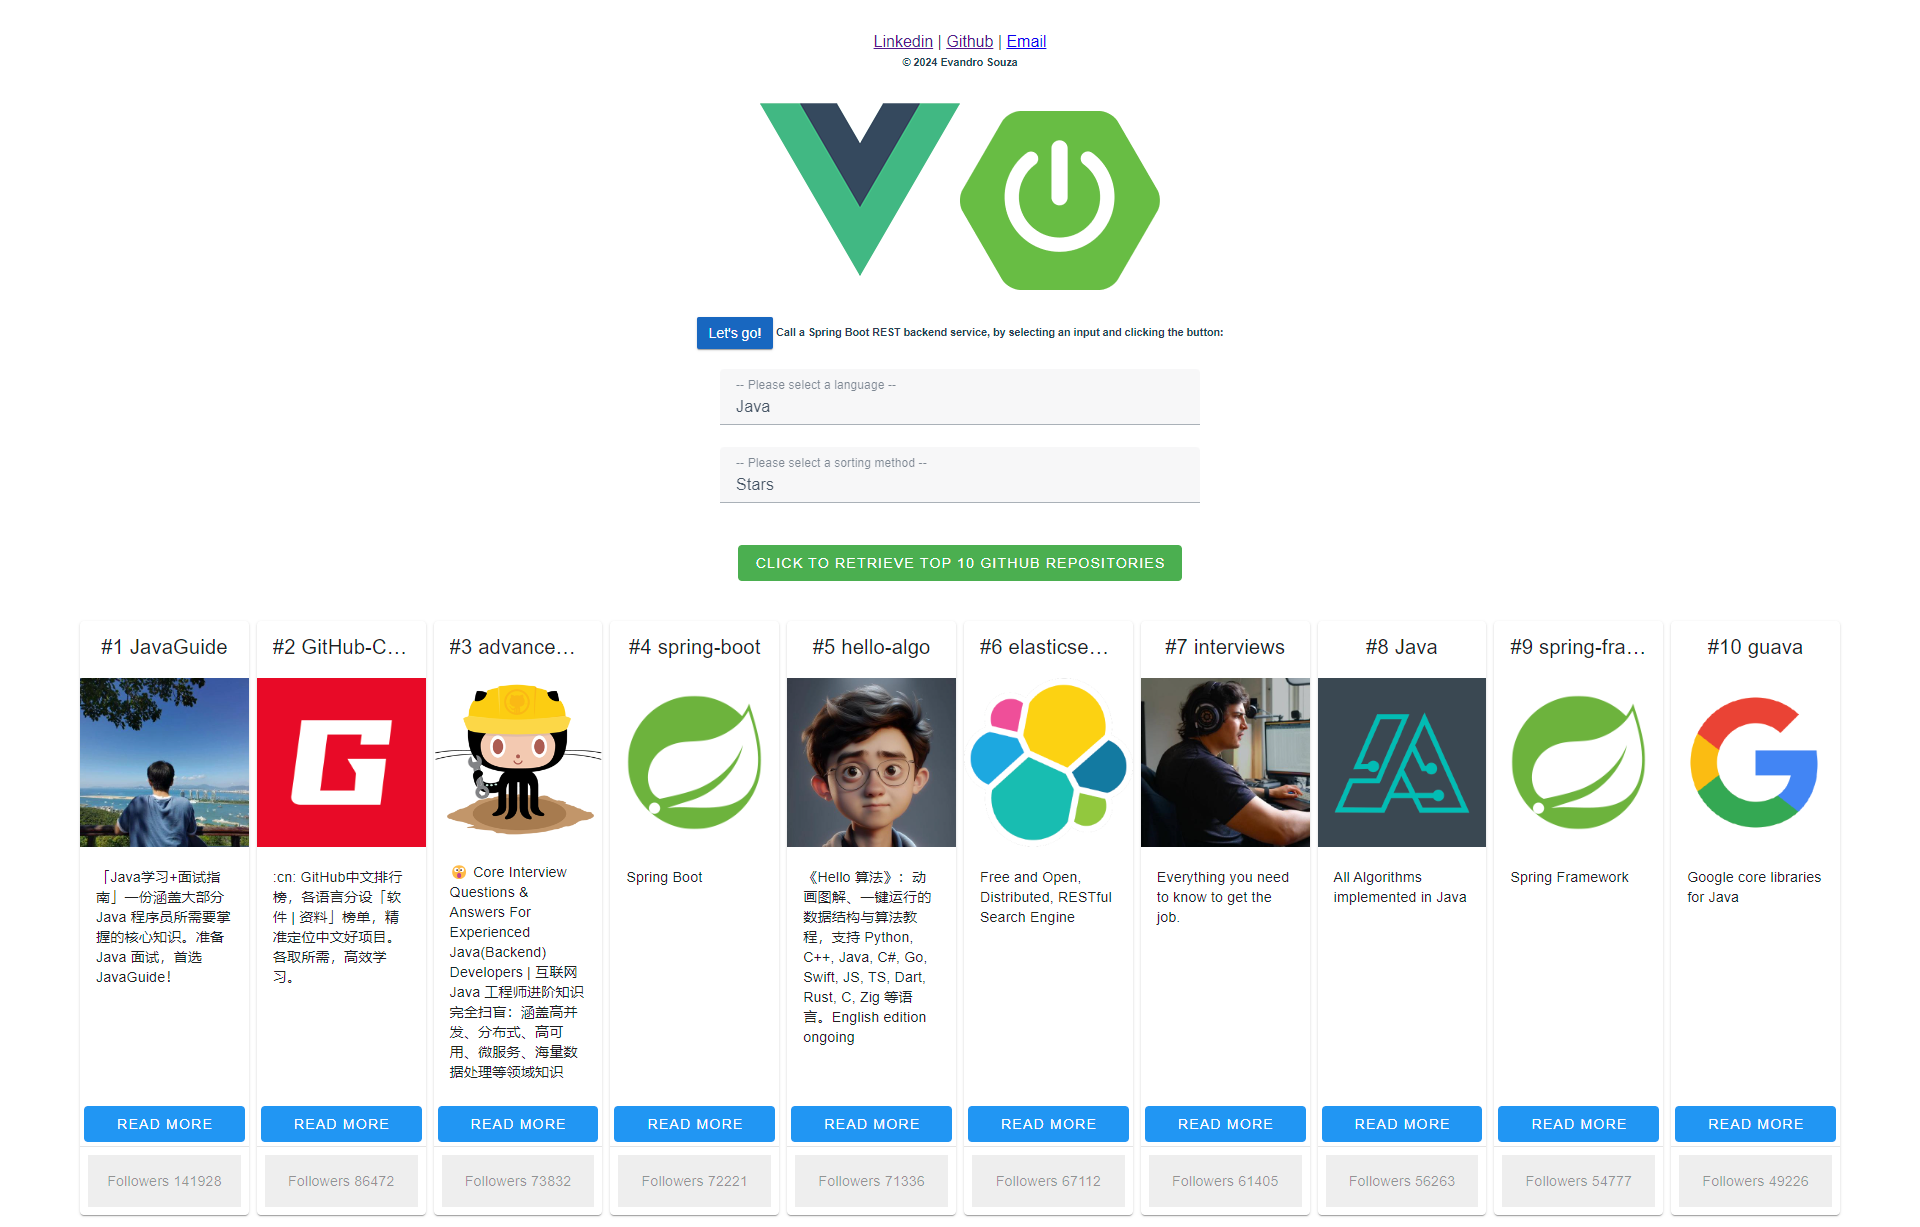 Linkedin | Github | Email
© 2024 Evandro Souza
Let's go! Call a Spring Boot REST backend service, by selecting an input and clicking the button:
-- Please select a language --
Java
-- Please select a sorting method --
Stars
CLICK TO RETRIEVE TOP 10 GITHUB REPOSITORIES
#1 JavaGuide
「Java学习+面试指
南」一份涵盖大部分
Java 程序员所需要掌
握的核心知识。准备
Java 面试，首选
JavaGuide！
READ MORE
Followers 141928
#2 GitHub-C...
G
:cn: GitHub中文排行
榜，各语言分设「软
件 | 资料」榜单，精
准定位中文好项目。
各取所需，高效学
习。
READ MORE
Followers 86472
#3 advance...
😮 Core Interview
Questions &
Answers For
Experienced
Java(Backend)
Developers | 互联网
Java 工程师进阶知识
完全扫盲：涵盖高并
发、分布式、高可
用、微服务、海量数
据处理等领域知识
READ MORE
Followers 73832
#4 spring-boot
Spring Boot
READ MORE
Followers 72221
#5 hello-algo
《Hello 算法》：动
画图解、一键运行的
数据结构与算法教
程，支持 Python,
C++, Java, C#, Go,
Swift, JS, TS, Dart,
Rust, C, Zig 等语
言。English edition
ongoing
READ MORE
Followers 71336
#6 elasticse...
Free and Open,
Distributed, RESTful
Search Engine
READ MORE
Followers 67112
#7 interviews
Everything you need
to know to get the
job.
READ MORE
Followers 61405
#8 Java
All Algorithms
implemented in Java
READ MORE
Followers 56263
#9 spring-fra...
Spring Framework
READ MORE
Followers 54777
#10 guava
G
Google core libraries
for Java
READ MORE
Followers 49226